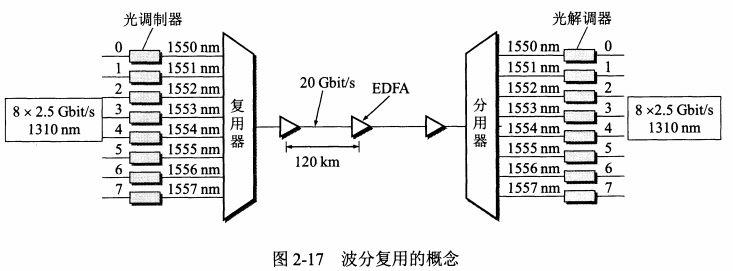 光调制器
光解调器
0 1550 nm
1 1551 nm
2 1552 nm
3 1553 nm
4 1554 nm
5 1555 nm
6 1556 nm
7 1557 nm
8 × 2.5 Gbit/s
1310 nm
复用器
20 Gbit/s
EDFA
120 km
分用器
1550 nm 0
1551 nm 1
1552 nm 2
1553 nm 3
1554 nm 4
1555 nm 5
1556 nm 6
1557 nm 7
8 ×2.5 Gbit/s
1310 nm
图 2-17 波分复用的概念